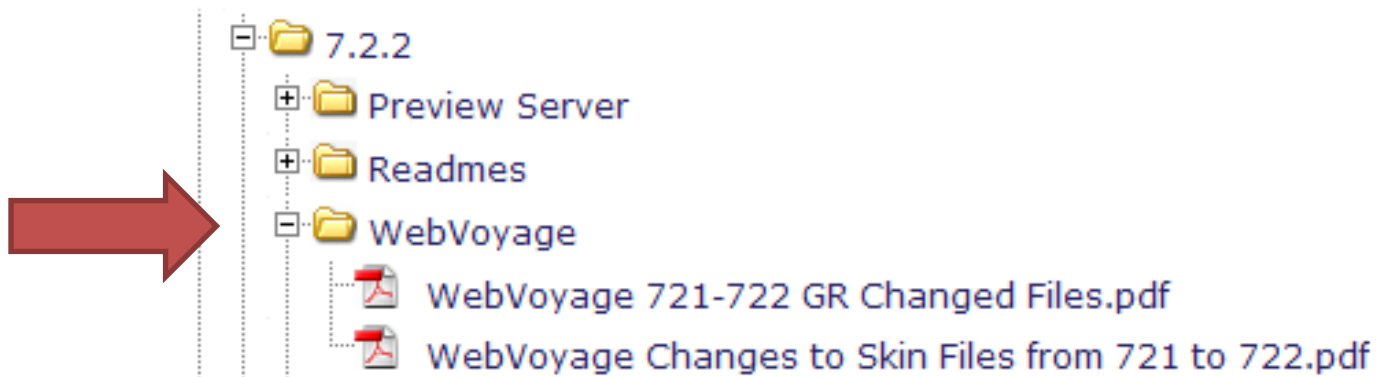 7.2.2
Preview Server
Readmes
WebVoyage
WebVoyage 721-722 GR Changed Files.pdf
WebVoyage Changes to Skin Files from 721 to 722.pdf